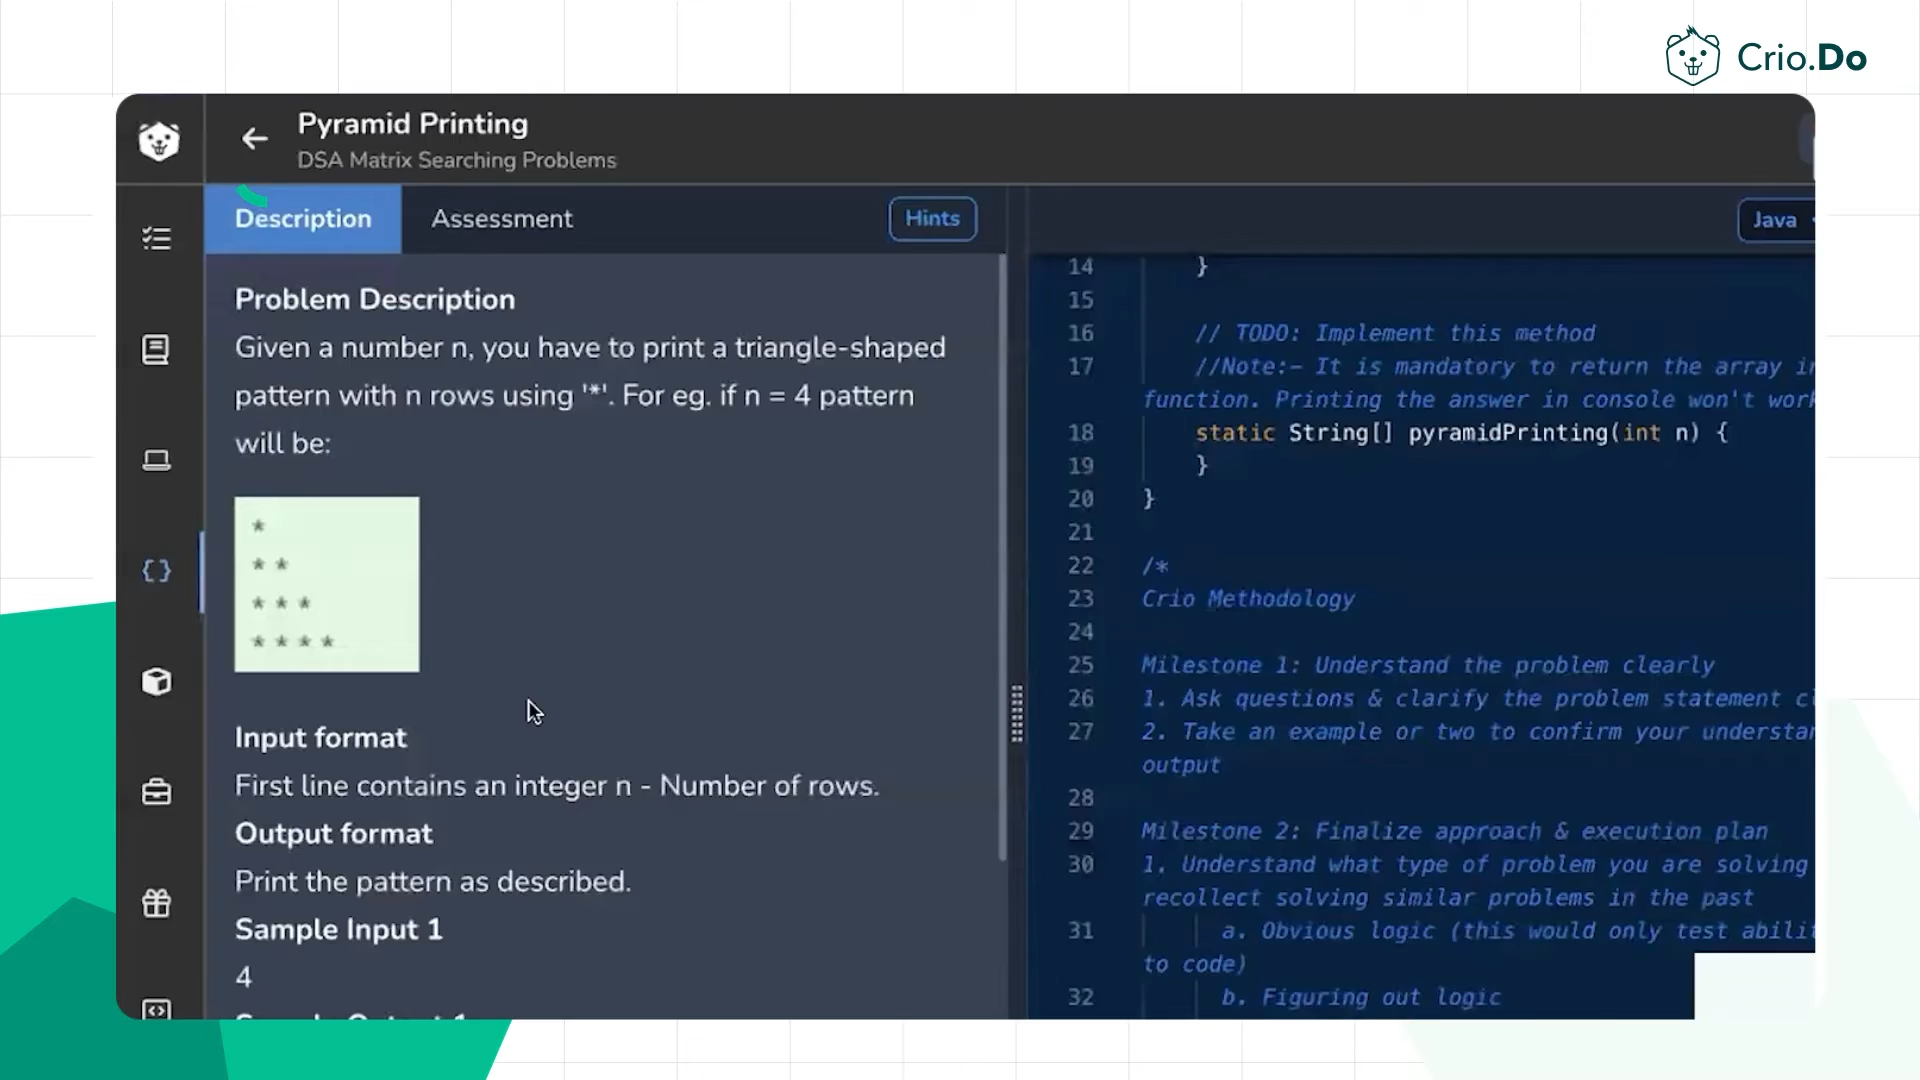 Crio.Do
Pyramid Printing
DSA Matrix Searching Problems
Description
Assessment
Hints
Java
Problem Description
Given a number n, you have to print a triangle-shaped
pattern with n rows using '*'. For eg. if n = 4 pattern
will be:
*
* *
* * *
* * * *
Input format
First line contains an integer n - Number of rows.
Output format
Print the pattern as described.
Sample Input 1
4
14 }
15
16 // TODO: Implement this method
17 //Note:- It is mandatory to return the array
function. Printing the answer in console won't
18 static String[] pyramidPrinting(int n) {
19 }
20 }
21
22 /*
23 Crio Methodology
24
25 Milestone 1: Understand the problem clearly
26 1. Ask questions & clarify the problem statement
27 2. Take an example or two to confirm your
output
28
29 Milestone 2: Finalize approach & execution plan
30 1. Understand what type of problem you are solving
recollect solving similar problems in the past
31 a. Obvious logic (this would only test
to code)
32 b. Figuring out logic